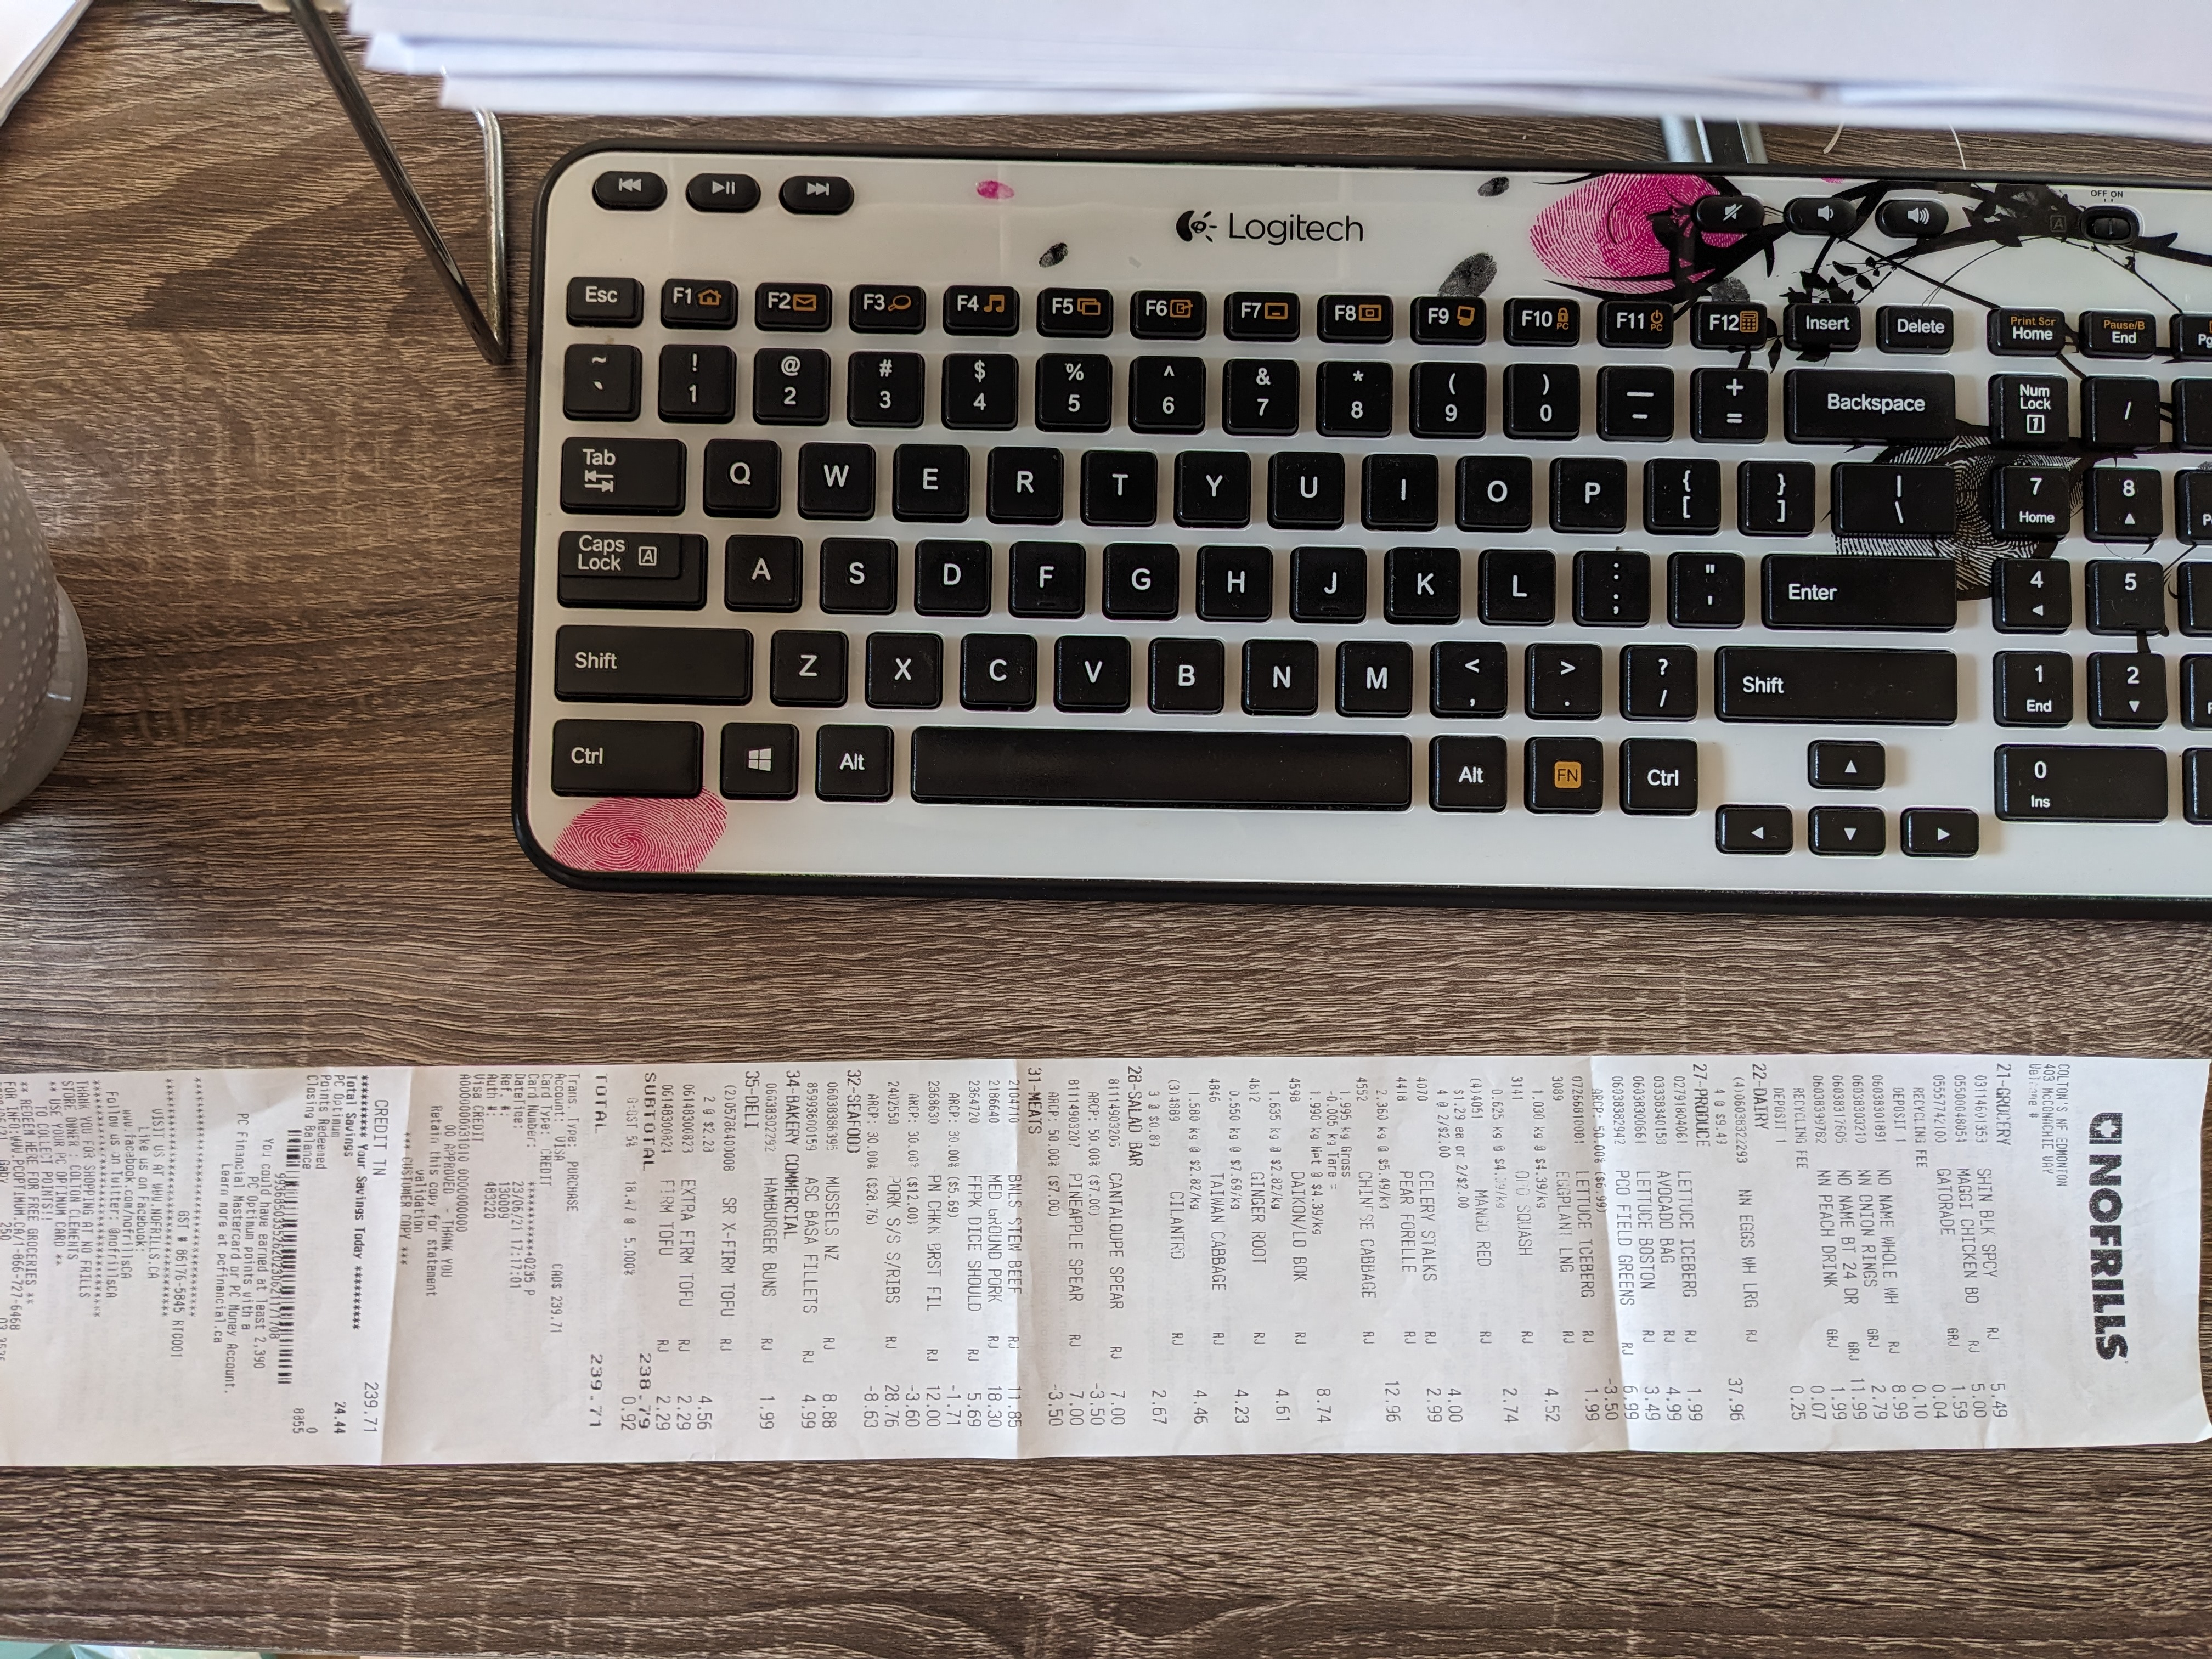 OFF ON
Logitech
Esc F1 F2 F3 F4 F5 F6 F7 F8 F9 F10 PC F11 PC F12 Insert Delete Print Scr Home Pause/B End
~ ` ! 1 @ 2 # 3 $ 4 % 5 ^ 6 & 7 * 8 ( 9 ) 0 — - + = Backspace Num Lock 1 /
Tab Q W E R T Y U I O P { [ } ] | \ 7 Home 8
Caps Lock A A S D F G H J K L : ; " ' Enter 4 5
Shift Z X C V B N M < , > . ? / Shift 1 End 2
Ctrl Alt Alt FN Ctrl 0 Ins
NOFRILLS
COLTON'S NF EDMONTON
403 McCONACHIE WAY
Welcome #
21-GROCERY
03114601353 SHIN BLK SPCY RJ 5.49
05550048051 MAGGI CHICKEN BO RJ 5.00
05557742100 GATORADE GRJ 1.59
RECYCLING FEE 0.04
DEPOSIT 1 0.10
06038301891 NO NAME WHOLE WH RJ 8.99
06038303210 NN ONION RINGS GRJ 2.79
06038317605 NO NAME BT 24 DR GRJ 11.99
06038399762 NN PEACH DRINK GRJ 1.99
RECYCLING FEE 0.07
DEPOSIT 1 0.25
22-DAIRY
(4)06038322293 NN EGGS WH LRG RJ
4 @ $9.49 37.96
27-PRODUCE
02791804061 LETTUCE ICEBERG RJ 1.99
03338340153 AVOCADO BAG RJ 4.99
06038390661 LETTUCE BOSTON RJ 3.49
06038382942 PCO FIELD GREENS RJ 6.99
ARCP: 50.00% ($6.99) -3.50
07266810001 LETTUCE ICEBERG RJ 1.99
3089 EGGPLANT LNG RJ
1.030 kg @ $4.39/kg 4.52
3141 OPO SQUASH RJ
0.625 kg @ $4.39/kg 2.74
(4)4051 MANGO RED RJ
$1.29 ea or 2/$2.00
4 @ 2/$2.00 4.00
4070 CELERY STALKS RJ 2.99
4418 PEAR FORELLE RJ
2.360 kg @ $5.49/kg 12.96
4552 CHINESE CABBAGE RJ
1.995 kg Gross
-0.005 kg Tare =
1.990 kg Net @ $4.39/kg 8.74
4598 DAIKON/LO BOK RJ
1.635 kg @ $2.82/kg 4.61
4612 GINGER ROOT RJ
0.550 kg @ $7.69/kg 4.23
4846 TAIWAN CABBAGE RJ
1.580 kg @ $2.82/kg 4.46
(3)4889 CILANTRO RJ
3 @ $0.89 2.67
28-SALAD BAR
8111493205 CANTALOUPE SPEAR RJ 7.00
ARCP: 50.00% ($7.00) -3.50
8111493207 PINEAPPLE SPEAR RJ 7.00
ARCP: 50.00% ($7.00) -3.50
31-MEATS
2104710 BNLS STEW BEEF RJ 11.85
2186640 MED GROUND PORK RJ 18.30
2364720 FFPK DICE SHOULD RJ 5.69
ARCP: 30.00% ($5.69) -1.71
2368630 PN CHKN BRST FIL RJ 12.00
ARCP: 30.00% ($12.00) -3.60
2402550 PORK S/S S/RIBS RJ 28.76
ARCP: 30.00% ($28.76) -8.63
32-SEAFOOD
06038386395 MUSSELS NZ RJ 8.88
85993600159 ASC BASA FILLETS RJ 4.99
34-BAKERY COMMERCIAL
06038302792 HAMBURGER BUNS RJ 1.99
35-DELI
(2)05786400008 SR X-FIRM TOFU RJ
2 @ $2.23 4.56
06148300823 EXTRA FIRM TOFU RJ 2.29
06148300824 FIRM TOFU RJ 2.29
SUBTOTAL 238.79
G=GST 5% 18.47 @ 5.000% 0.92
TOTAL 239.71
Trans. Type: PURCHASE
Account: VISA CAD$ 239.71
Card Type: CREDIT
Card Number: ************0235 P
DateTime: 23/06/21 17:17:01
Ref. #:
Auth #: 483220
Visa CREDIT
A0000000031010 0000000000
00 APPROVED - THANK YOU
Retain this copy for statement
validation
*** CUSTOMER COPY ***
CREDIT TN 239.71
********* Your Savings Today *********
Total Savings 24.44
PC Optimum
Points Redeemed 0
Closing Balance 8355
You could have earned at least 2,390
PC Optimum points with a
PC Financial Mastercard or PC Money Account.
Learn more at pcfinancial.ca
GST # 86176-5845 RT0001
VISIT US AT WWW.NOFRILLS.CA
Like us on Facebook:
www.facebook.com/nofrillsCA
Follow us on Twitter: @nofrillsCA
THANK YOU FOR SHOPPING AT NO FRILLS
STORE OWNER : COLTON CLEMENTS
** USE YOUR PC OPTIMUM CARD **
TO COLLECT POINTS!!
** REDEEM HERE FOR FREE GROCERIES **
FOR INFO:WWW.PCOPTIMUM.CA/1-866-727-6468